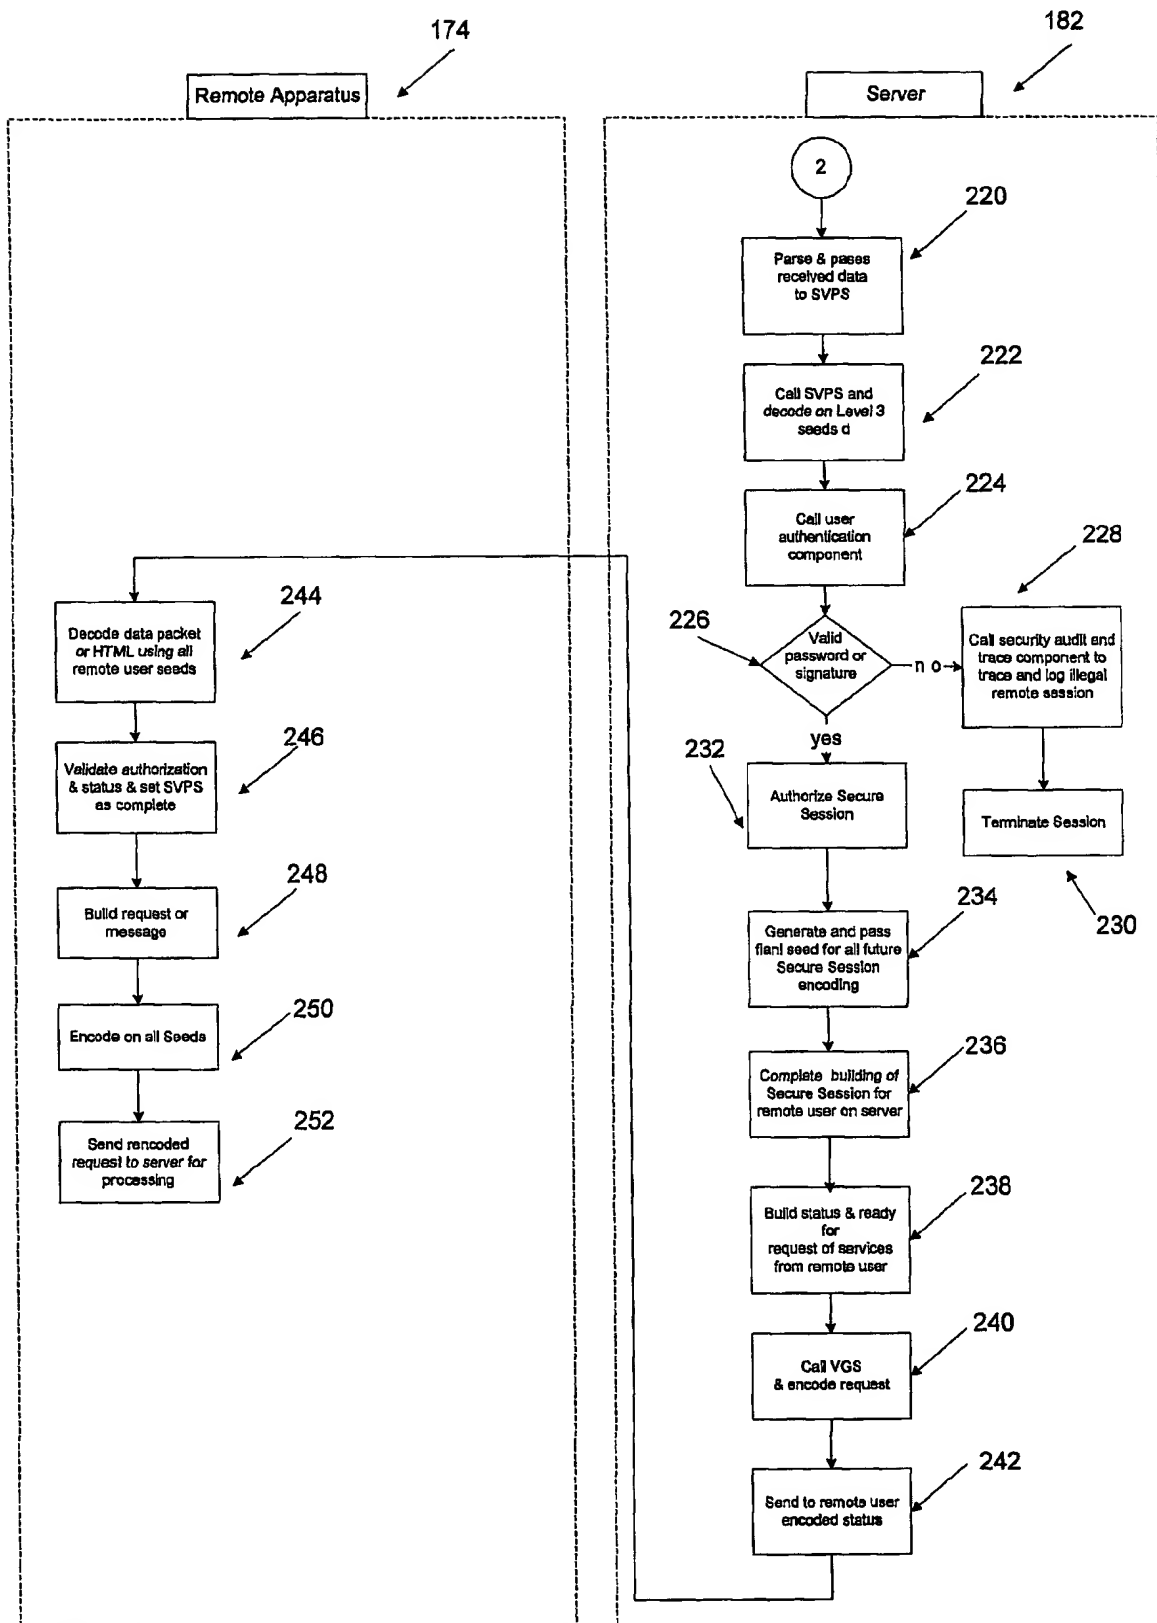 174
Remote Apparatus
182
Server
2
220
Parse & pases
received data
to SVPS
222
Call SVPS and
decode on Level 3
seeds d
224
Call user
authentication
component
226
Valid
password or
signature
no
228
Call security audit and
trace component to
trace and log illegal
remote session
yes
230
Terminate Session
232
Authorize Secure
Session
234
Generate and pass
fianl seed for all future
Secure Session
encoding
236
Complete building of
Secure Session for
remote user on server
238
Build status & ready
for
request of services
from remote user
240
Call VGS
& encode request
242
Send to remote user
encoded status
244
Decode data packet
or HTML using all
remote user seeds
246
Validate authorization
& status & set SVPS
as complete
248
Build request or
message
250
Encode on all Seeds
252
Send rencoded
request to server for
processing